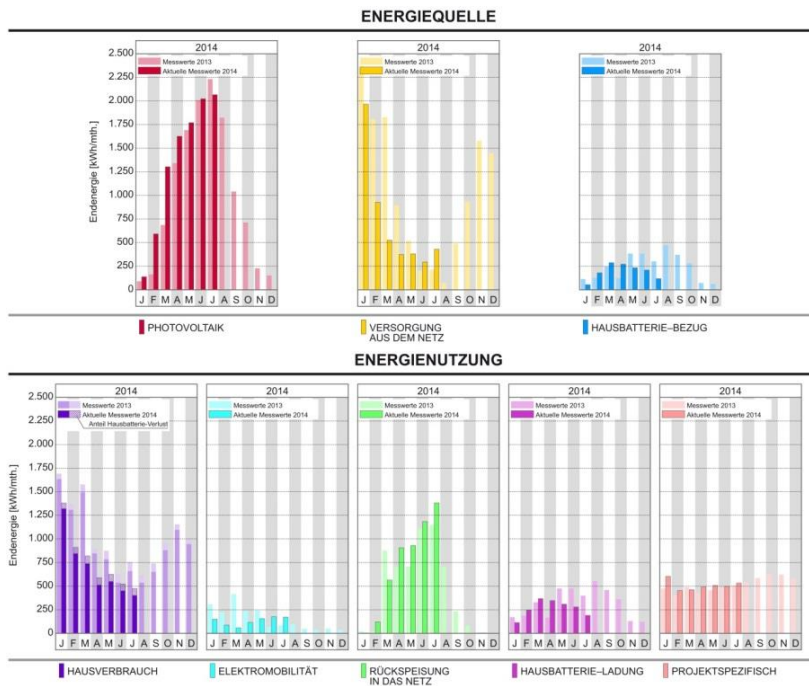 ENERGIEQUELLE
2014
2014
2014
Messwerte 2013
Aktuelle Messwerte 2014
Messwerte 2013
Aktuelle Messwerte 2014
Messwerte 2013
Aktuelle Messwerte 2014
Endenergie [kWh/mth.]
2.500
2.250
2.000
1.750
1.500
1.250
1.000
750
500
250
0
J F M A M J J A S O N D
J F M A M J J A S O N D
J F M A M J J A S O N D
PHOTOVOLTAIK
VERSORGUNG
AUS DEM NETZ
HAUSBATTERIE–BEZUG
ENERGIENUTZUNG
2014
2014
2014
2014
2014
Messwerte 2013
Aktuelle Messwerte 2014
Anteil Hausbatterie-Verlust
Messwerte 2013
Aktuelle Messwerte 2014
Messwerte 2013
Aktuelle Messwerte 2014
Messwerte 2013
Aktuelle Messwerte 2014
Messwerte 2013
Aktuelle Messwerte 2014
Endenergie [kWh/mth.]
2.500
2.250
2.000
1.750
1.500
1.250
1.000
750
500
250
0
J F M A M J J A S O N D
J F M A M J J A S O N D
J F M A M J J A S O N D
J F M A M J J A S O N D
J F M A M J J A S O N D
HAUSVERBRAUCH
ELEKTROMOBILITÄT
RÜCKSPEISUNG
IN DAS NETZ
HAUSBATTERIE–LADUNG
PROJEKTSPEZIFISCH